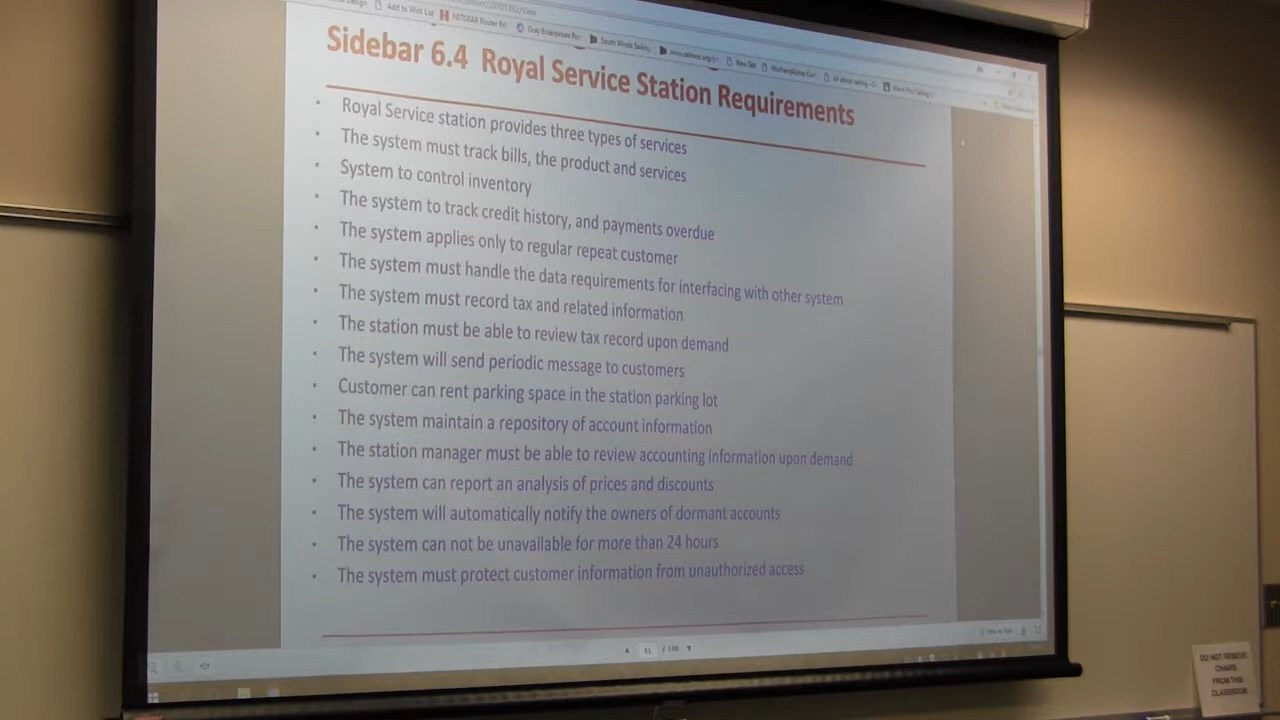 Add to Wish List
NETGEAR Router
New Tab
Sidebar 6.4 Royal Service Station Requirements
· Royal Service station provides three types of services
· The system must track bills, the product and services
· System to control inventory
· The system to track credit history, and payments overdue
· The system applies only to regular repeat customer
· The system must handle the data requirements for interfacing with other system
· The system must record tax and related information
· The station must be able to review tax record upon demand
· The system will send periodic message to customers
· Customer can rent parking space in the station parking lot
· The system maintain a repository of account information
· The station manager must be able to review accounting information upon demand
· The system can report an analysis of prices and discounts
· The system will automatically notify the owners of dormant accounts
· The system can not be unavailable for more than 24 hours
· The system must protect customer information from unauthorized access
DO NOT REMOVE
CHAIRS
FROM THIS
CLASSROOM